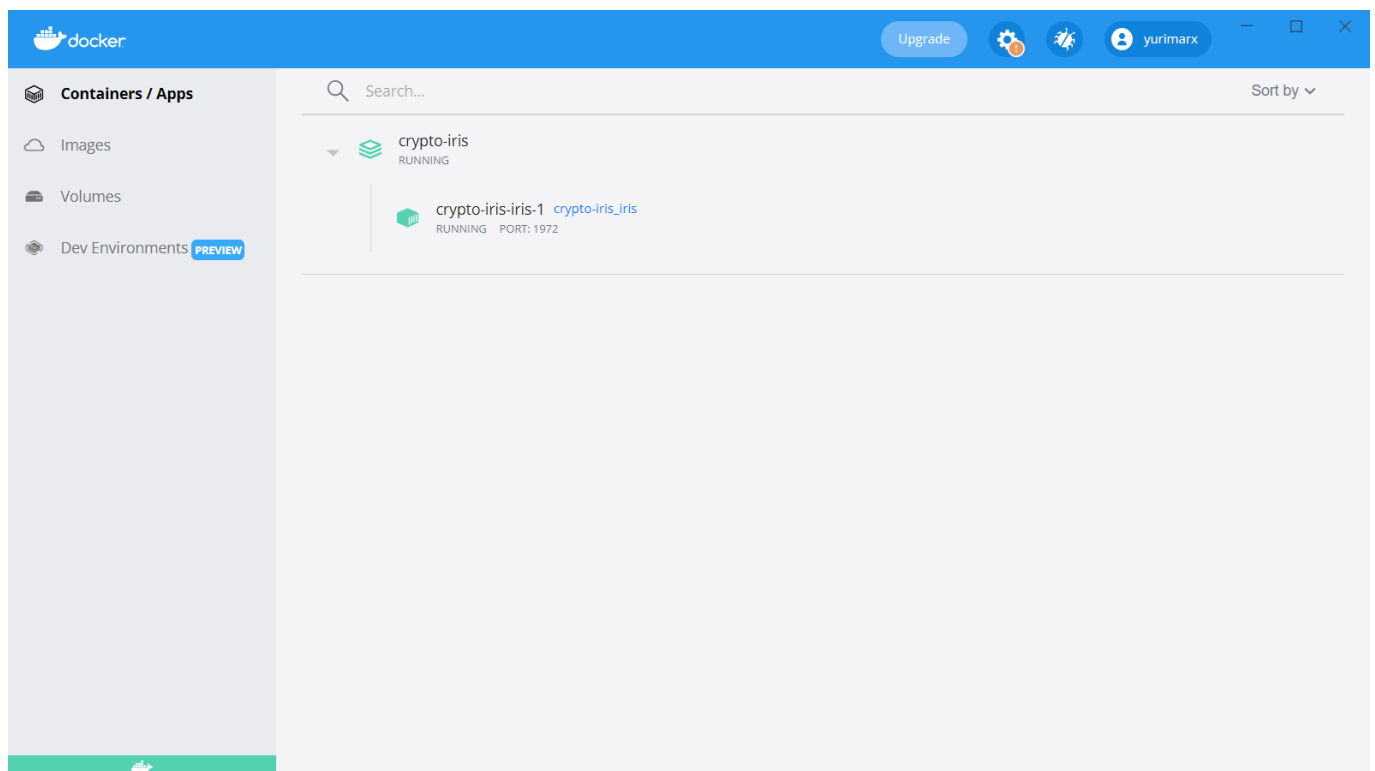 docker
Upgrade
yurimarx
Containers / Apps
Images
Volumes
Dev Environments PREVIEW
Search...
Sort by
crypto-iris
RUNNING
crypto-iris-iris-1 crypto-iris_iris
RUNNING PORT: 1972